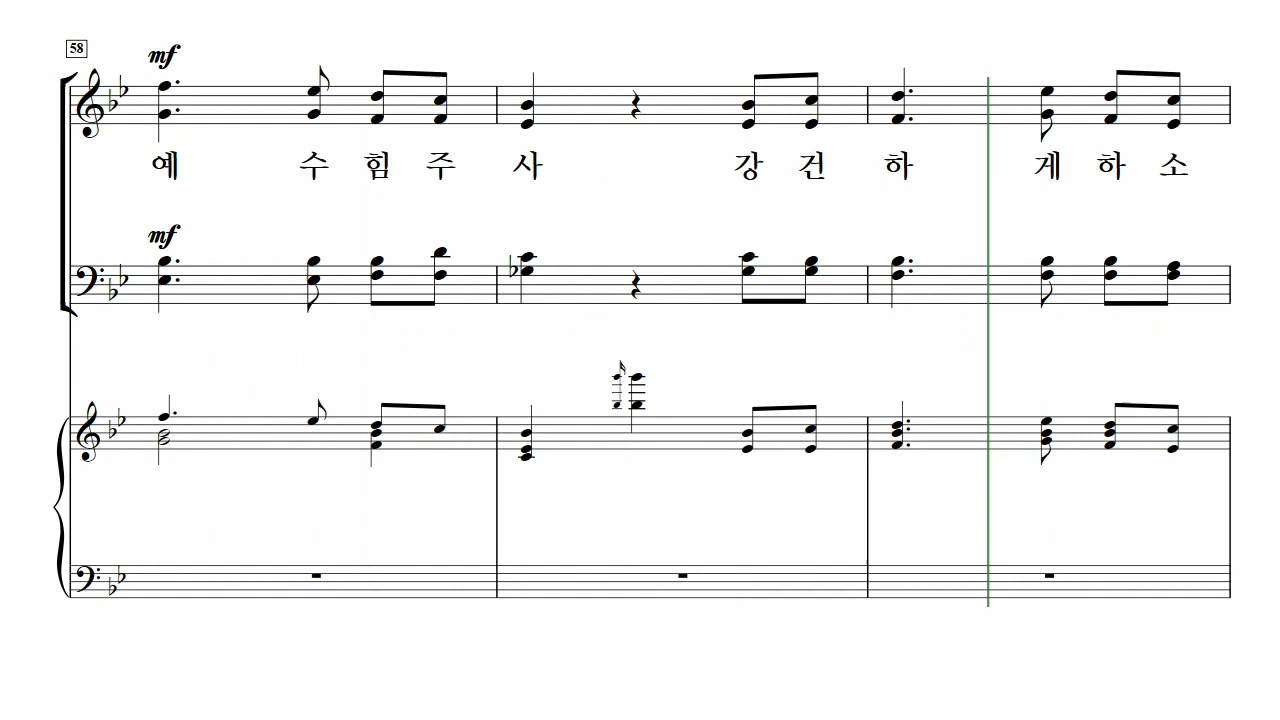 58
mf
예 수 힘 주 사 강 건 하 게 하 소
mf